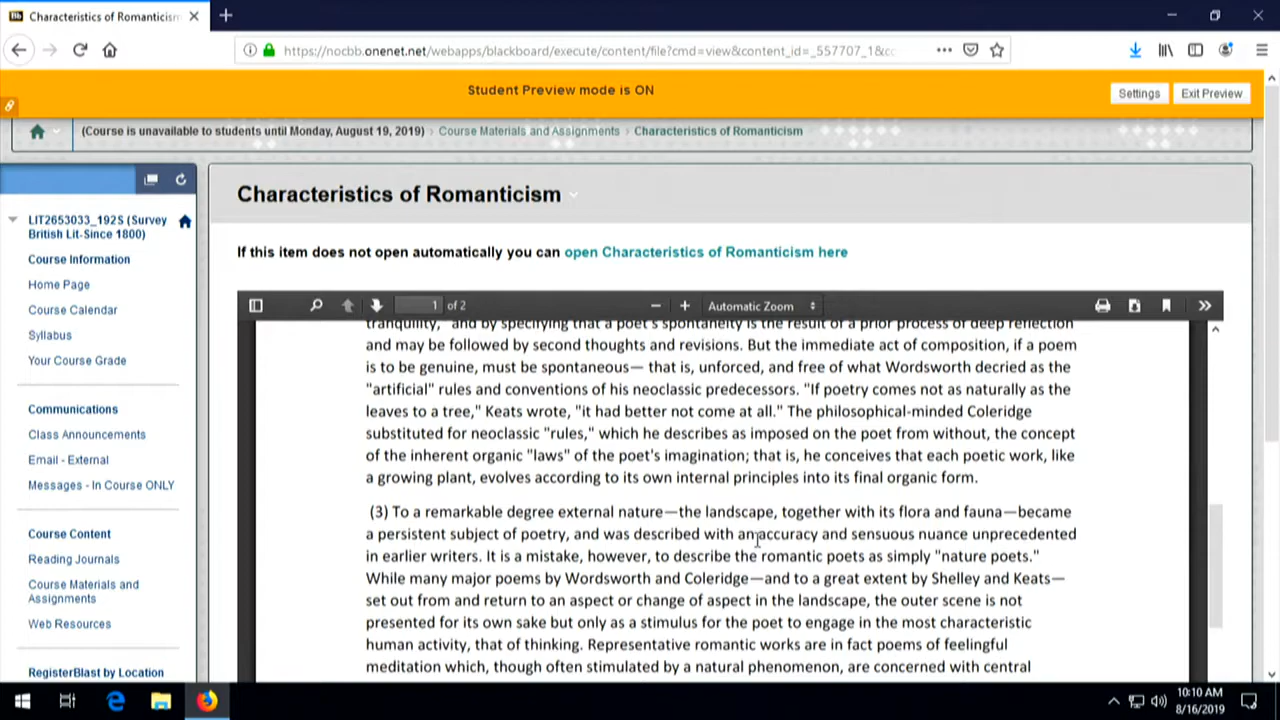 Bb Characteristics of Romanticism
https://nocbb.onenet.net/webapps/blackboard/execute/content/file?cmd=view&content_id=_557707_1&cc
Student Preview mode is ON
Settings
Exit Preview
(Course is unavailable to students until Monday, August 19, 2019) › Course Materials and Assignments › Characteristics of Romanticism
LIT2653033_192S (Survey
British Lit-Since 1800)
Course Information
Home Page
Course Calendar
Syllabus
Your Course Grade
Communications
Class Announcements
Email - External
Messages - In Course ONLY
Course Content
Reading Journals
Course Materials and
Assignments
Web Resources
RegisterBlast by Location
Characteristics of Romanticism
If this item does not open automatically you can open Characteristics of Romanticism here
1 of 2
Automatic Zoom
tranquility," and by specifying that a poet's spontaneity is the result of a prior process of deep reflection
and may be followed by second thoughts and revisions. But the immediate act of composition, if a poem
is to be genuine, must be spontaneous— that is, unforced, and free of what Wordsworth decried as the
"artificial" rules and conventions of his neoclassic predecessors. "If poetry comes not as naturally as the
leaves to a tree," Keats wrote, "it had better not come at all." The philosophical-minded Coleridge
substituted for neoclassic "rules," which he describes as imposed on the poet from without, the concept
of the inherent organic "laws" of the poet's imagination; that is, he conceives that each poetic work, like
a growing plant, evolves according to its own internal principles into its final organic form.
(3) To a remarkable degree external nature—the landscape, together with its flora and fauna—became
a persistent subject of poetry, and was described with an accuracy and sensuous nuance unprecedented
in earlier writers. It is a mistake, however, to describe the romantic poets as simply "nature poets."
While many major poems by Wordsworth and Coleridge—and to a great extent by Shelley and Keats—
set out from and return to an aspect or change of aspect in the landscape, the outer scene is not
presented for its own sake but only as a stimulus for the poet to engage in the most characteristic
human activity, that of thinking. Representative romantic works are in fact poems of feelingful
meditation which, though often stimulated by a natural phenomenon, are concerned with central
10:10 AM
8/16/2019